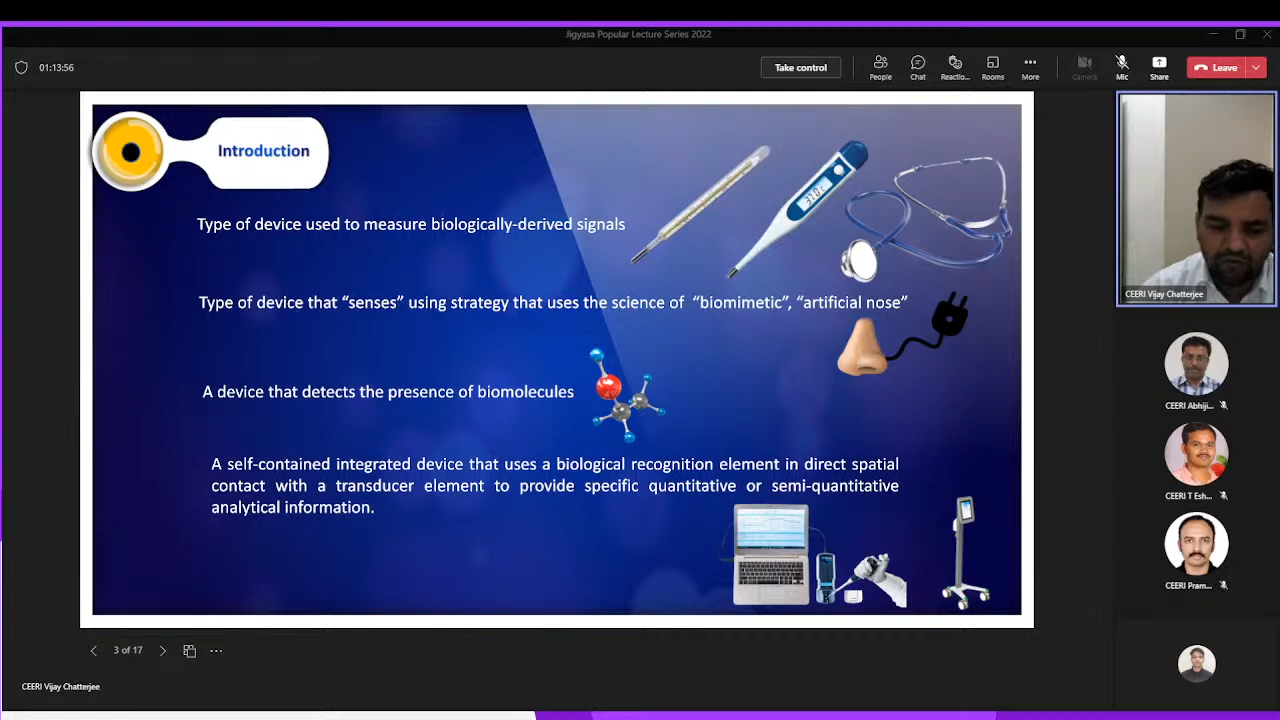 Jigyasa Popular Lecture Series 2022
01:13:56
Take control
People
Chat
Reactio...
Rooms
More
Camera
Mic
Share
Leave
Introduction
Type of device used to measure biologically-derived signals
37.0
Type of device that “senses” using strategy that uses the science of “biomimetic”, “artificial nose”
A device that detects the presence of biomolecules
A self-contained integrated device that uses a biological recognition element in direct spatial
contact with a transducer element to provide specific quantitative or semi-quantitative
analytical information.
3 of 17
CEERI Vijay Chatterjee
CEERI Vijay Chatterjee
CEERI Abhiji...
CEERI T Esh...
CEERI Pram...